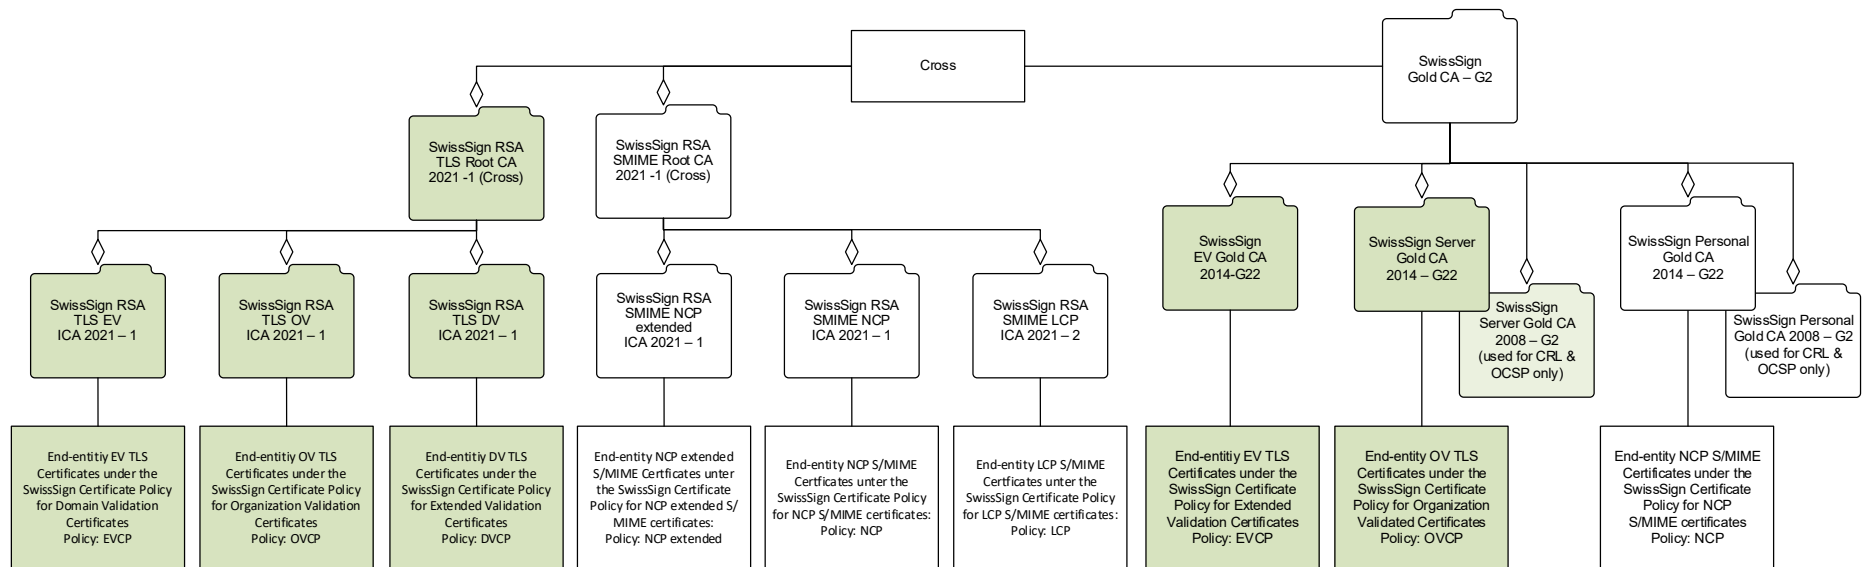 Cross
SwissSign
Gold CA – G2
SwissSign RSA
TLS Root CA
2021 -1 (Cross)
SwissSign RSA
SMIME Root CA
2021 -1 (Cross)
SwissSign RSA
TLS EV
ICA 2021 – 1
SwissSign RSA
TLS OV
ICA 2021 – 1
SwissSign RSA
TLS DV
ICA 2021 – 1
SwissSign RSA
SMIME NCP
extended
ICA 2021 – 1
SwissSign RSA
SMIME NCP
ICA 2021 – 1
SwissSign RSA
SMIME LCP
ICA 2021 – 2
SwissSign
EV Gold CA
2014-G22
SwissSign Server
Gold CA
2014 – G22
SwissSign
Server Gold CA
2008 – G2
(used for CRL &
OCSP only)
SwissSign Personal
Gold CA
2014 – G22
SwissSign Personal
Gold CA 2008 – G2
(used for CRL &
OCSP only)
End-entitiy EV TLS
Certificates under the
SwissSign Certificate Policy
for Domain Validation
Certificates
Policy: EVCP
End-entitiy OV TLS
Certificates under the
SwissSign Certificate Policy
for Organization Validation
Certificates
Policy: OVCP
End-entitiy DV TLS
Certificates under the
SwissSign Certificate Policy
for Extended Validation
Certificates
Policy: DVCP
End-entity NCP extended
S/MIME Certficates unter
the SwissSign Certificate
Policy for NCP extended S/
MIME certificates:
Policy: NCP extended
End-entity NCP S/MIME
Certficates unter the
SwissSign Certificate Policy
for NCP S/MIME certificates:
Policy: NCP
End-entity LCP S/MIME
Certficates unter the
SwissSign Certificate Policy
for LCP S/MIME certificates:
Policy: LCP
End-entitiy EV TLS
Certificates under the
SwissSign Certificate
Policy for Extended
Validation Certificates
Policy: EVCP
End-entity OV TLS
Certificates under the
SwissSign Certificate
Policy for Organization
Validated Certificates
Policy: OVCP
End-entity NCP S/MIME
Certificates under the
SwissSign Certificate
Policy for NCP
S/MIME certificates
Policy: NCP